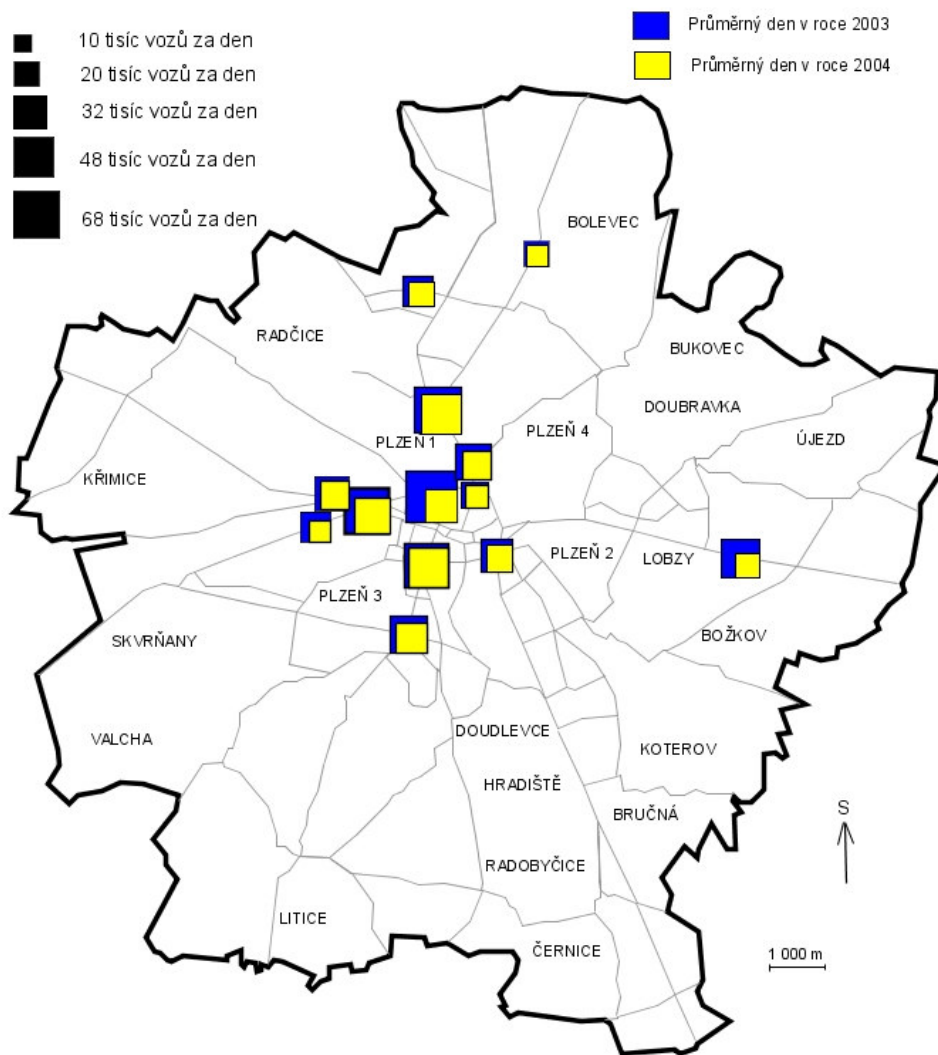 10 tisíc vozů za den
20 tisíc vozů za den
32 tisíc vozů za den
48 tisíc vozů za den
68 tisíc vozů za den
Průměrný den v roce 2003
Průměrný den v roce 2004
BOLEVEC
RADČICE
BUKOVEC
DOUBRAVKA
PLZEŇ 4
ÚJEZD
PLZEŇ 1
KŘIMICE
PLZEŇ 2
LOBZY
PLZEŇ 3
BOŽKOV
SKVRŇANY
DOUDLEVCE
VALCHA
KOTEROV
HRADIŠTĚ
BRUČNÁ
S
RADOBYČICE
LITICE
ČERNICE
1 000 m